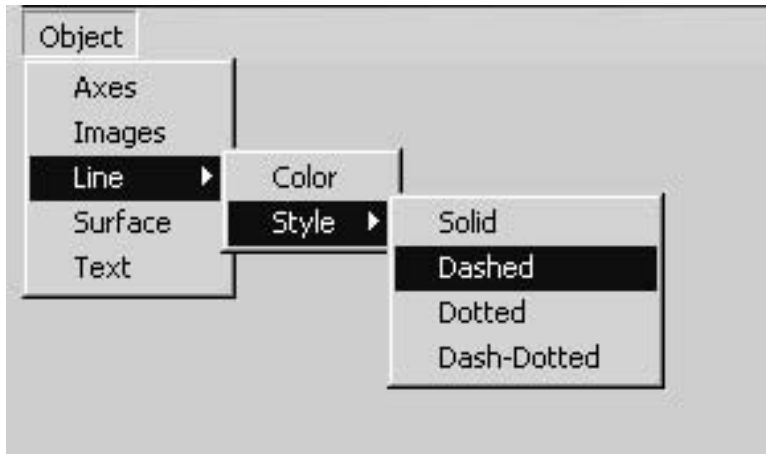 Object
Axes
Images
Line
Surface
Text
Color
Style
Solid
Dashed
Dotted
Dash-Dotted